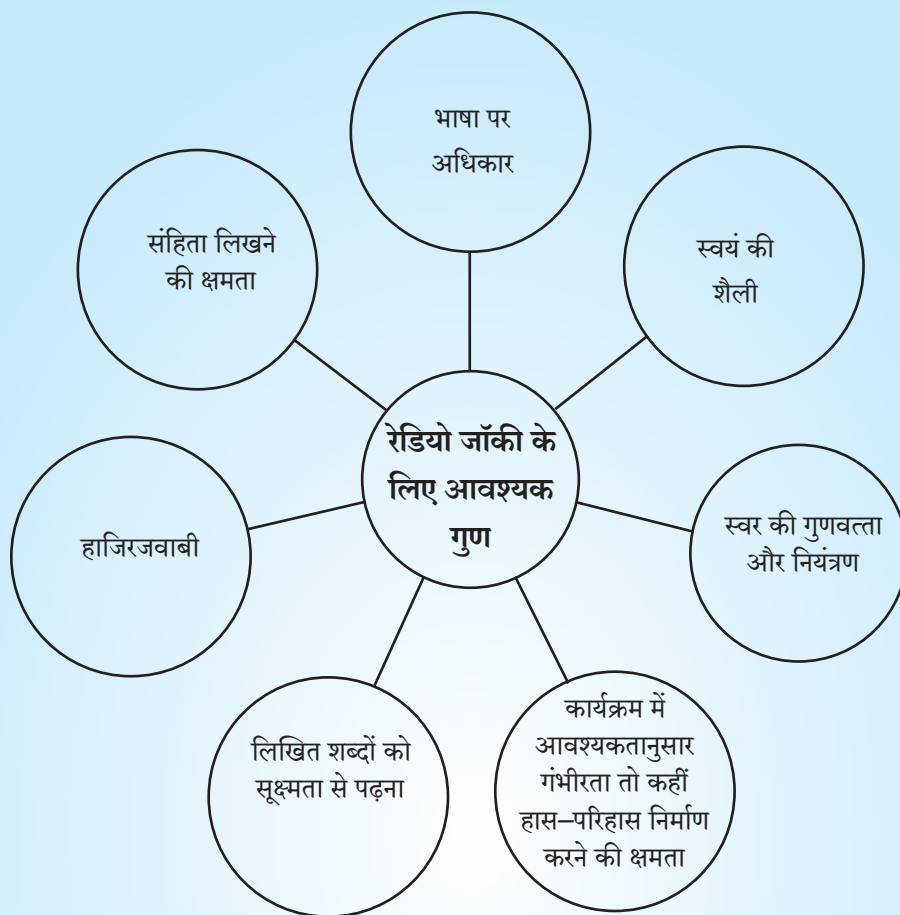 भाषा पर
अधिकार
संहिता लिखने
की क्षमता
स्वयं की
शैली
रेडियो जॉकी के
लिए आवश्यक
गुण
हाजिरजवाबी
स्वर की गुणवत्ता
और नियंत्रण
लिखित शब्दों को
सूक्ष्मता से पढ़ना
कार्यक्रम में
आवश्यकतानुसार
गंभीरता तो कहीं
हास–परिहास निर्माण
करने की क्षमता